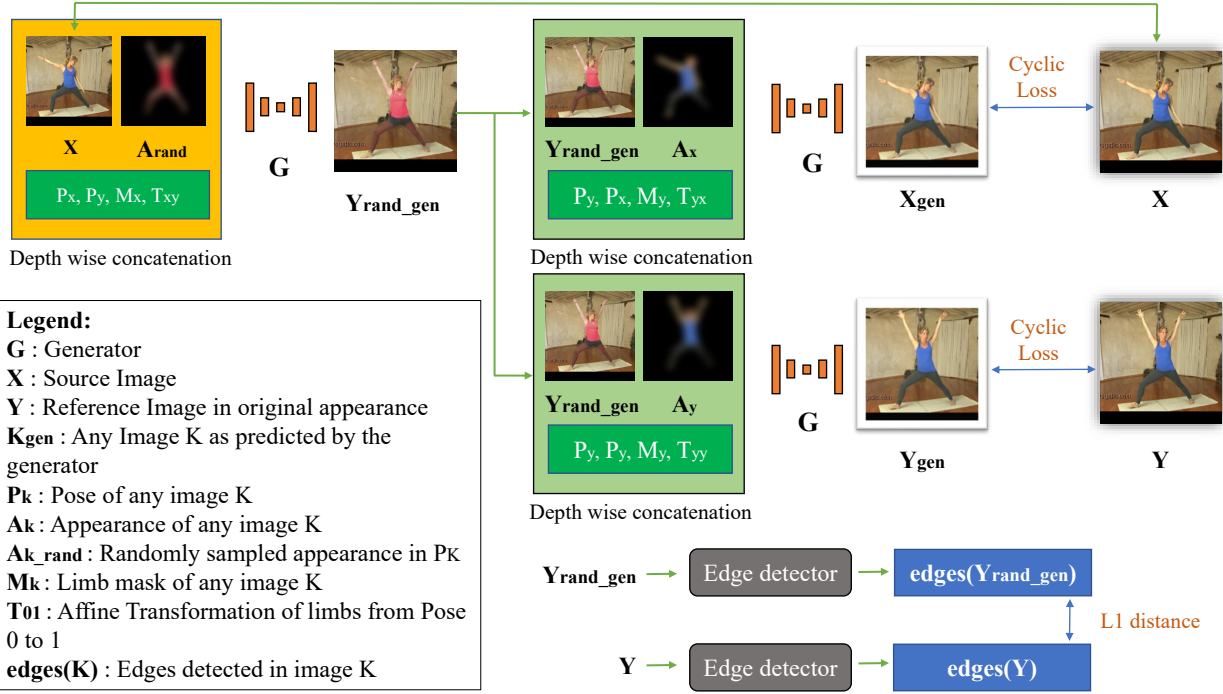 X
Arand
Px, Py, Mx, Txy
Depth wise concatenation
G
Yrand_gen
Yrand_gen
Ax
Py, Px, My, Tyx
Depth wise concatenation
G
Xgen
Cyclic
Loss
X
Yrand_gen
Ay
Py, Py, My, Tyy
Depth wise concatenation
G
Ygen
Cyclic
Loss
Y
Legend:
G : Generator
X : Source Image
Y : Reference Image in original appearance
Kgen : Any Image K as predicted by the
generator
Pk : Pose of any image K
Ak : Appearance of any image K
Ak_rand : Randomly sampled appearance in PK
Mk : Limb mask of any image K
T01 : Affine Transformation of limbs from Pose
0 to 1
edges(K) : Edges detected in image K
Yrand_gen
Edge detector
edges(Yrand_gen)
L1 distance
Y
Edge detector
edges(Y)